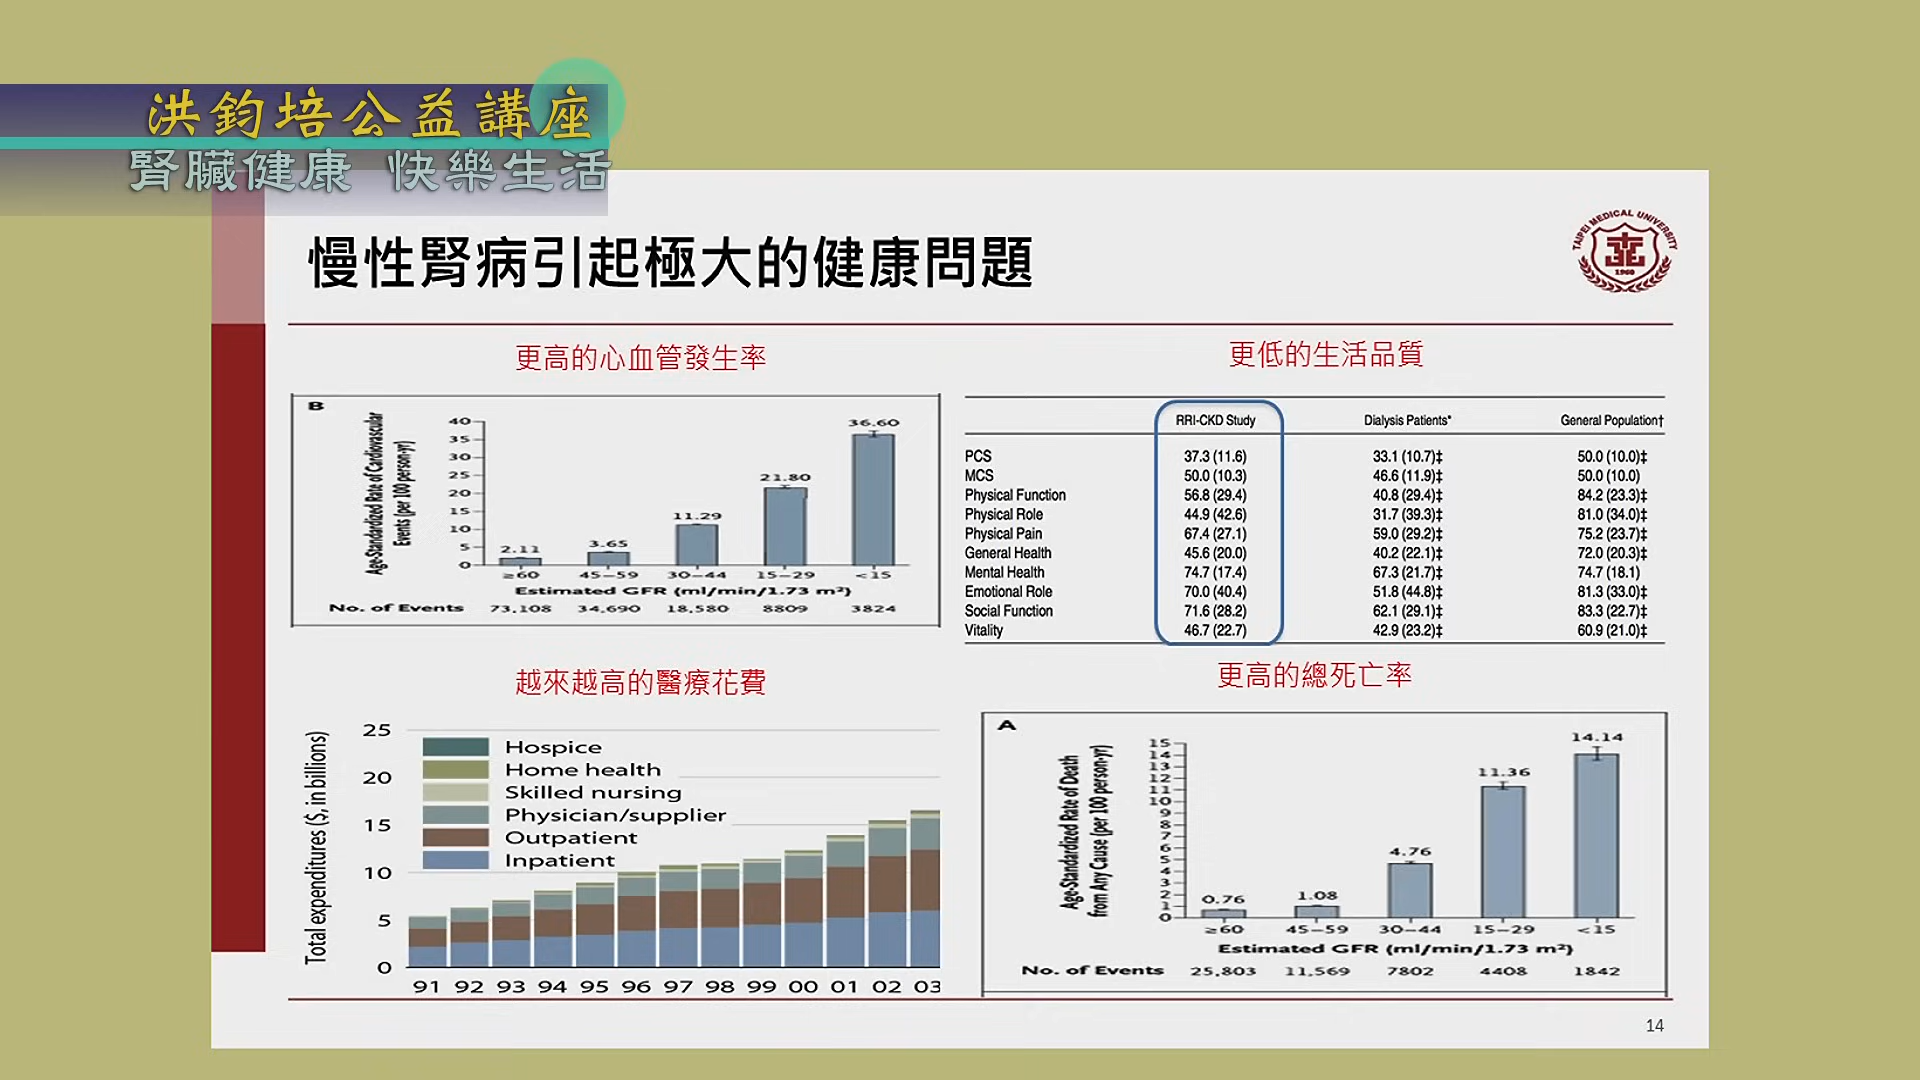 洪鈞培公益講座
腎臟健康 快樂生活
慢性腎病引起極大的健康問題
TAIPEI MEDICAL UNIVERSITY
1960
更高的心血管發生率
B
Age-Standardized Rate of Cardiovascular
Events (per 100 person-yr)
40
35
30
25
20
15
10
5
0
2.11 3.65 11.29 21.80 36.60
≥60 45–59 30–44 15–29 <15
Estimated GFR (ml/min/1.73 m²)
No. of Events 73,108 34,690 18,580 8809 3824
更低的生活品質
RRI-CKD Study Dialysis Patients* General Population†
PCS 37.3 (11.6) 33.1 (10.7)‡ 50.0 (10.0)‡
MCS 50.0 (10.3) 46.6 (11.9)‡ 50.0 (10.0)
Physical Function 56.8 (29.4) 40.8 (29.4)‡ 84.2 (23.3)‡
Physical Role 44.9 (42.6) 31.7 (39.3)‡ 81.0 (34.0)‡
Physical Pain 67.4 (27.1) 59.0 (29.2)‡ 75.2 (23.7)‡
General Health 45.6 (20.0) 40.2 (22.1)‡ 72.0 (20.3)‡
Mental Health 74.7 (17.4) 67.3 (21.7)‡ 74.7 (18.1)
Emotional Role 70.0 (40.4) 51.8 (44.8)‡ 81.3 (33.0)‡
Social Function 71.6 (28.2) 62.1 (29.1)‡ 83.3 (22.7)‡
Vitality 46.7 (22.7) 42.9 (23.2)‡ 60.9 (21.0)‡
越來越高的醫療花費
Total expenditures ($, in billions)
25
20
15
10
5
0
Hospice
Home health
Skilled nursing
Physician/supplier
Outpatient
Inpatient
91 92 93 94 95 96 97 98 99 00 01 02 03
更高的總死亡率
A
Age-Standardized Rate of Death
from Any Cause (per 100 person-yr)
15
14
13
12
11
10
9
8
7
6
5
4
3
2
1
0
0.76 1.08 4.76 11.36 14.14
≥60 45–59 30–44 15–29 <15
Estimated GFR (ml/min/1.73 m²)
No. of Events 25,803 11,569 7802 4408 1842
14